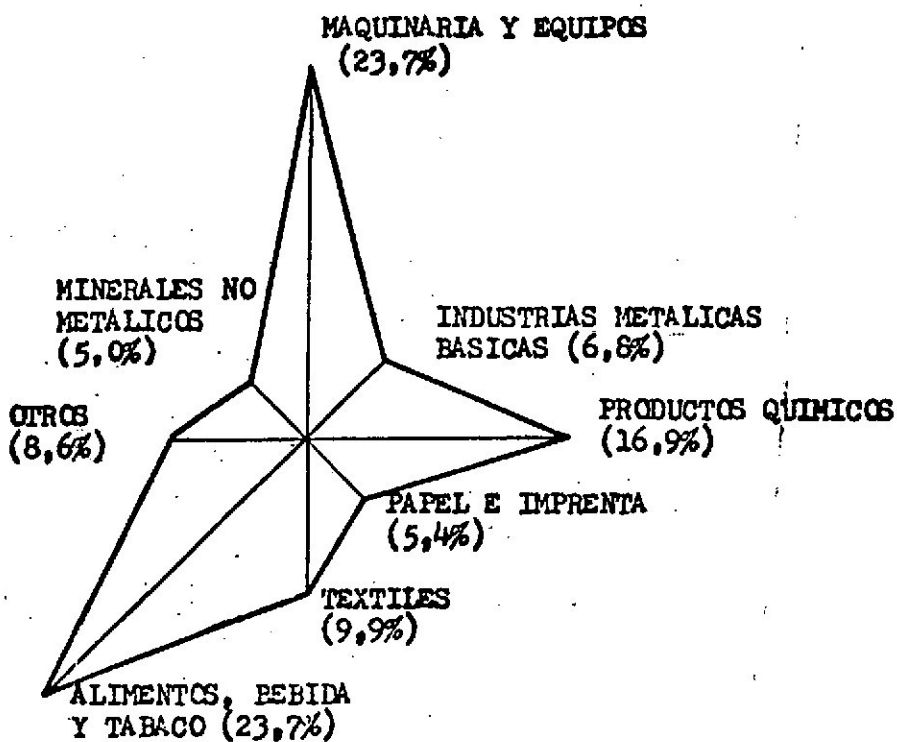 MAQUINARIA Y EQUIPOS
(23,7%)
MINERALES NO
METALICOS
(5,0%)
INDUSTRIAS METALICAS
BASICAS (6,8%)
OTROS
(8,6%)
PRODUCTOS QUIMICOS
(16,9%)
PAPEL E IMPRENTA
(5,4%)
TEXTILES
(9,9%)
ALIMENTOS, BEBIDA
Y TABACO (23,7%)